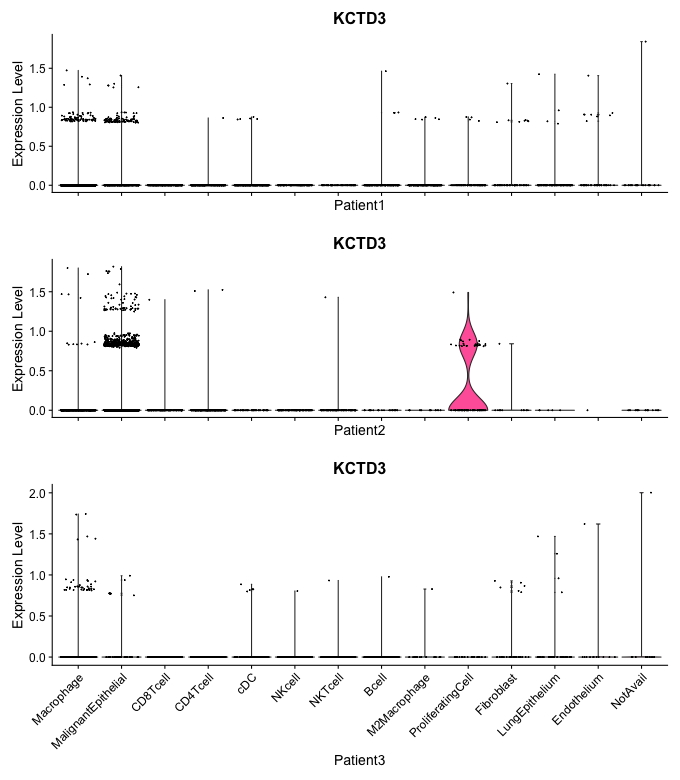 KCTD3
Expression Level
1.5
1.0
0.5
0.0
Patient1
KCTD3
Expression Level
1.5
1.0
0.5
0.0
Patient2
KCTD3
Expression Level
2.0
1.5
1.0
0.5
0.0
Macrophage
MalignantEpithelial
CD8Tcell
CD4Tcell
cDC
NKcell
NKTcell
Bcell
M2Macrophage
ProliferatingCell
Fibroblast
LungEpithelium
Endothelium
NotAvail
Patient3